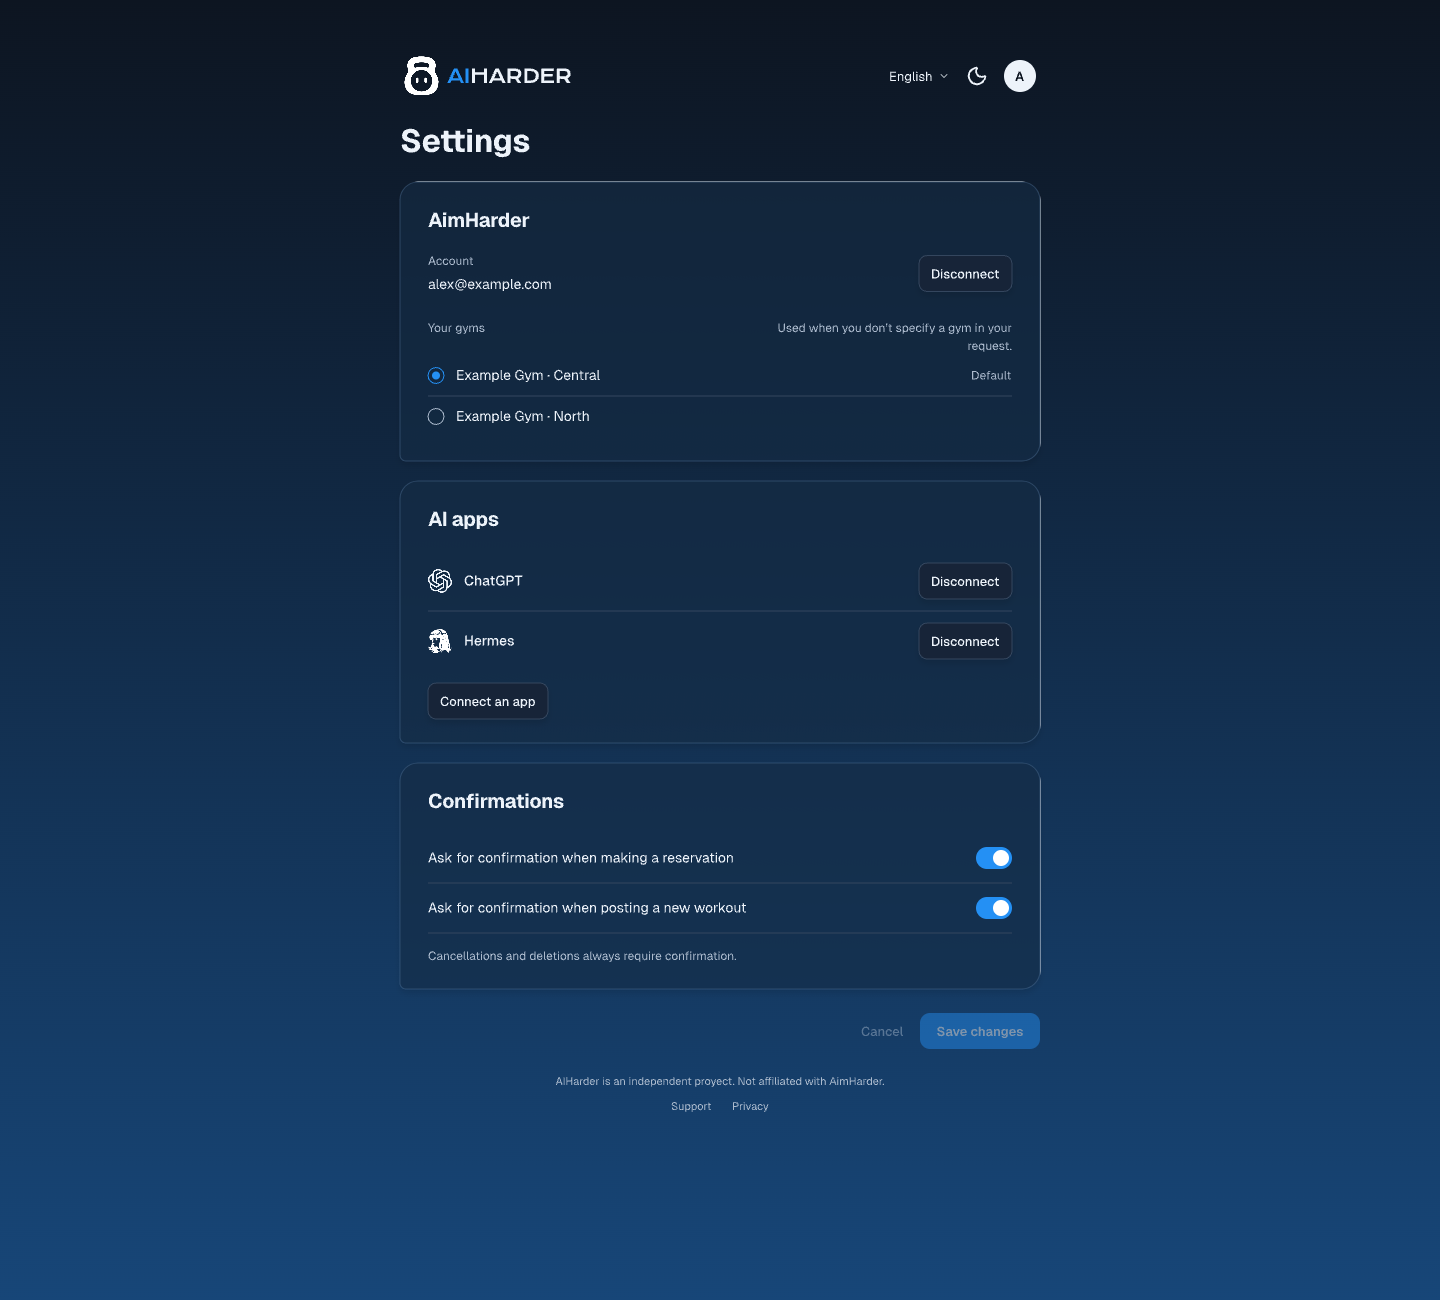 AIHARDER
English
A
Settings
AimHarder
Account
alex@example.com
Disconnect
Your gyms
Used when you don't specify a gym in your
request.
Example Gym · Central
Default
Example Gym · North
AI apps
ChatGPT
Disconnect
Hermes
Disconnect
Connect an app
Confirmations
Ask for confirmation when making a reservation
Ask for confirmation when posting a new workout
Cancellations and deletions always require confirmation.
Cancel
Save changes
AIHarder is an independent proyect. Not affiliated with AimHarder.
Support
Privacy